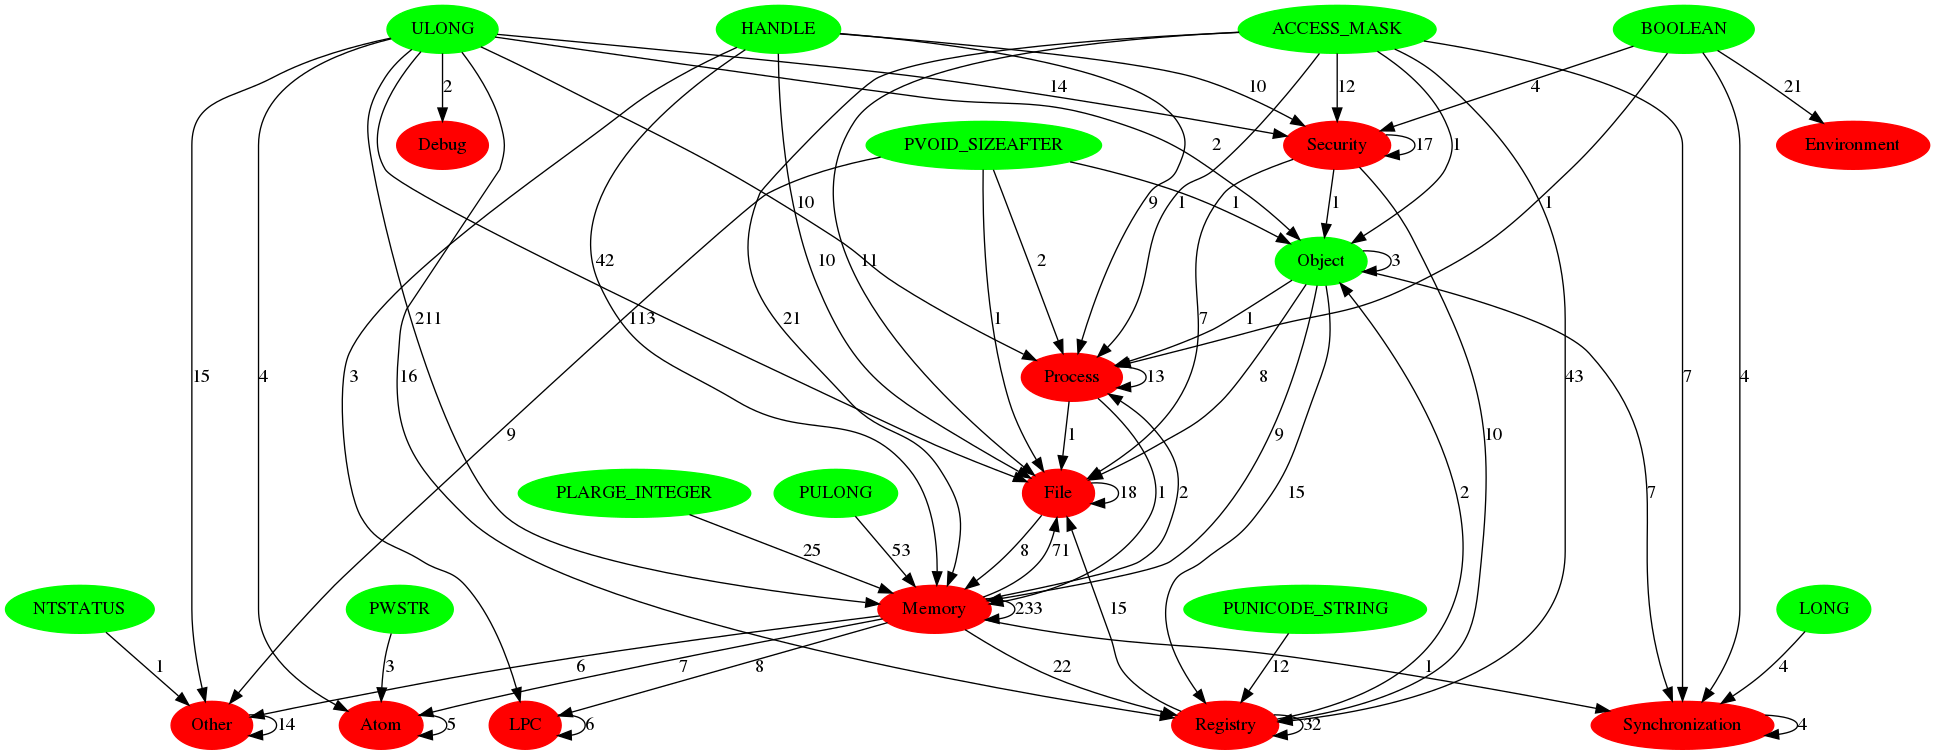 ULONG
HANDLE
ACCESS_MASK
BOOLEAN
2
14
10
12
4
21
Debug
PVOID_SIZEAFTER
Security
17
Environment
2
10
9
1
1
1
1
1
42
10
11
2
Object
3
211
113
21
1
7
1
15
4
3
16
Process
13
8
43
7
4
9
1
9
10
PLARGE_INTEGER
PULONG
File
18
1
2
15
2
7
25
53
8
71
NTSTATUS
PWSTR
Memory
233
15
PUNICODE_STRING
LONG
1
3
6
7
8
22
12
1
4
Other
14
Atom
5
LPC
6
Registry
32
Synchronization
4